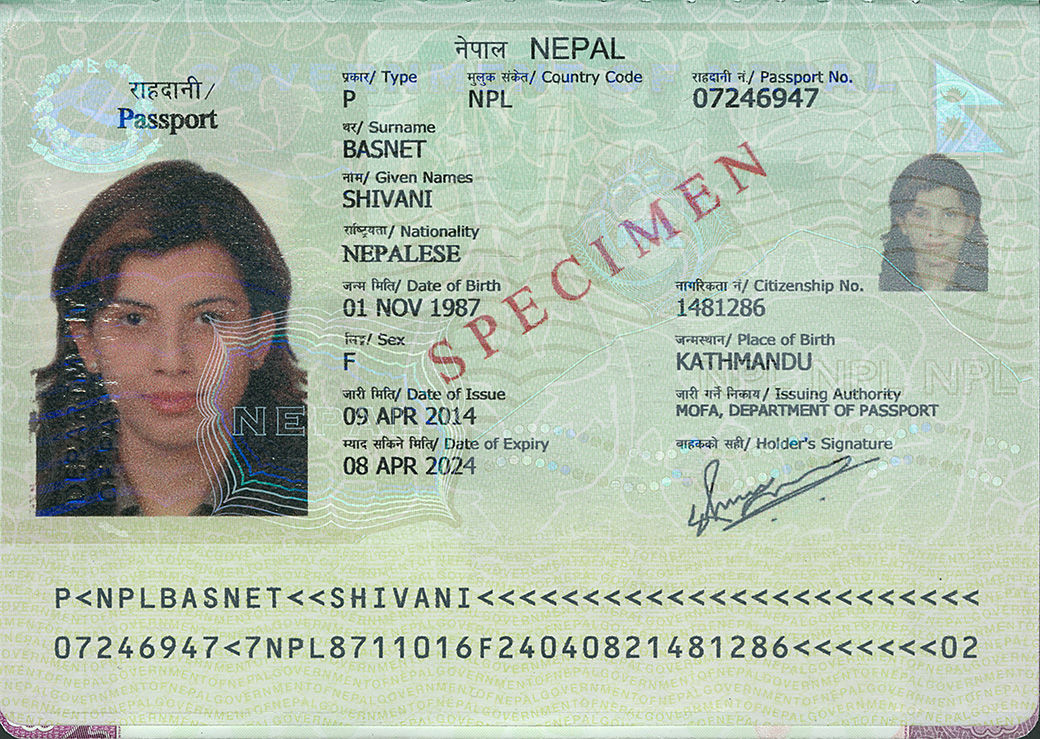 नेपाल NEPAL
राहदानी/
Passport
प्रकार/ Type
P
मुलुक संकेत/ Country Code
NPL
राहदानी नं/ Passport No.
07246947
थर/ Surname
BASNET
नाम/ Given Names
SHIVANI
राष्ट्रियता/ Nationality
NEPALESE
जन्म मिति/ Date of Birth
01 NOV 1987
नागरिकता नं/ Citizenship No.
1481286
लिङ्ग/ Sex
F
जन्मस्थान/ Place of Birth
KATHMANDU
जारी मिति/ Date of Issue
09 APR 2014
जारी गर्ने निकाय/ Issuing Authority
MOFA, DEPARTMENT OF PASSPORT
म्याद सकिने मिति/ Date of Expiry
08 APR 2024
बाहकको सही/ Holder's Signature
SPECIMEN
P<NPLBASNET<<SHIVANI<<<<<<<<<<<<<<<<<<<<<<<<
07246947<7NPL8711016F24040821481286<<<<<<<02